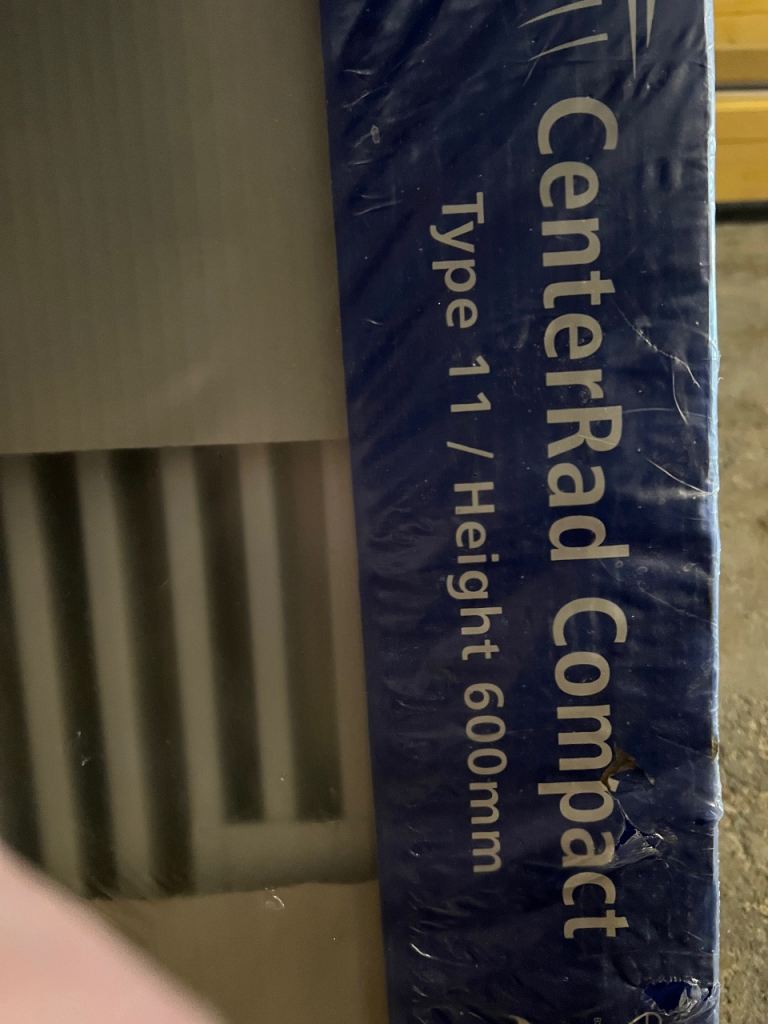 CenterRad Compact
Type 11 / Height 600mm